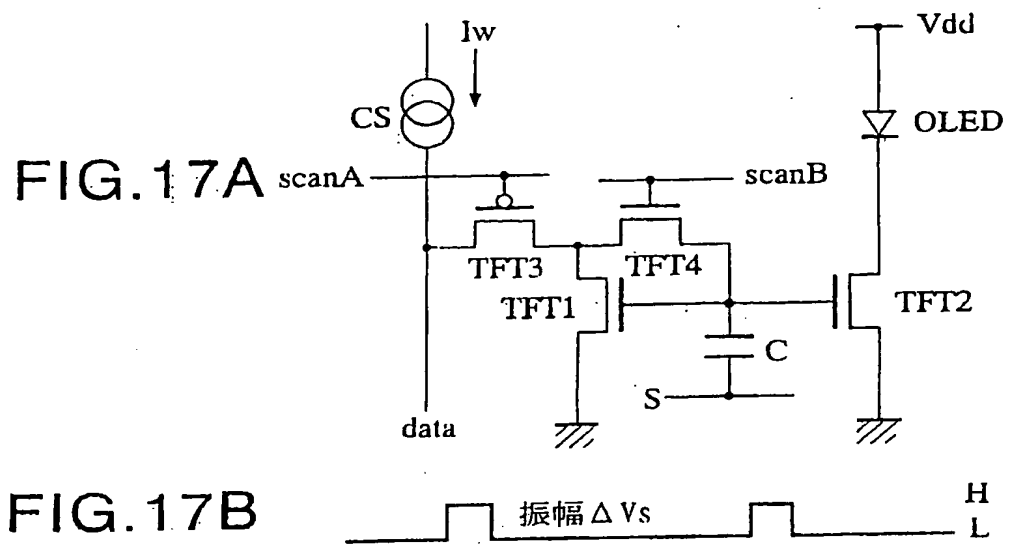 Iw
Vdd
CS
OLED
FIG.17A
scanA
scanB
TFT3
TFT4
TFT1
TFT2
C
S
data
FIG.17B
振幅ΔVs
H
L